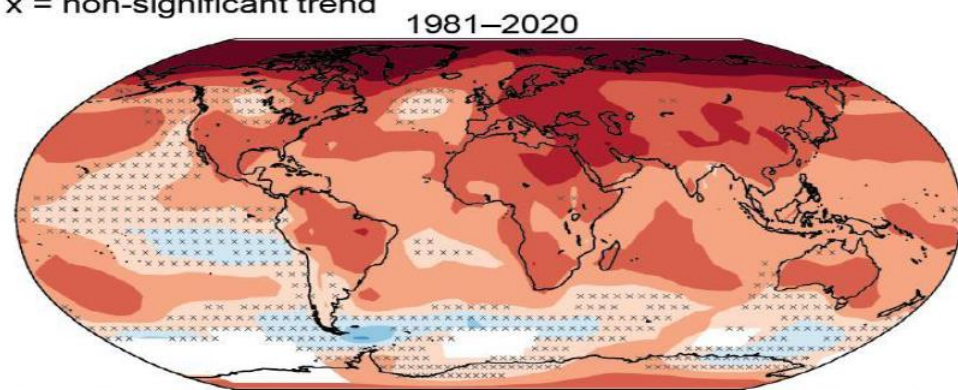 x = non-significant trend
1981–2020